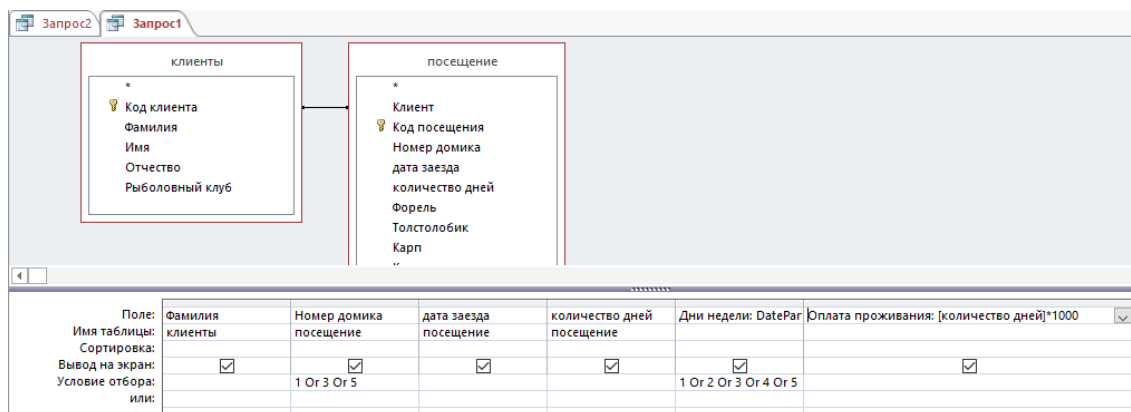 Запрос2 Запрос1
клиенты
*
Код клиента
Фамилия
Имя
Отчество
Рыболовный клуб
посещение
*
Клиент
Код посещения
Номер домика
дата заезда
количество дней
Форель
Толстолобик
Карп
Поле: Фамилия Номер домика дата заезда количество дней Дни недели: DatePar Оплата проживания: [количество дней]*1000
Имя таблицы: клиенты посещение посещение посещение
Сортировка:
Вывод на экран:
Условие отбора: 1 Or 3 Or 5 1 Or 2 Or 3 Or 4 Or 5
или: